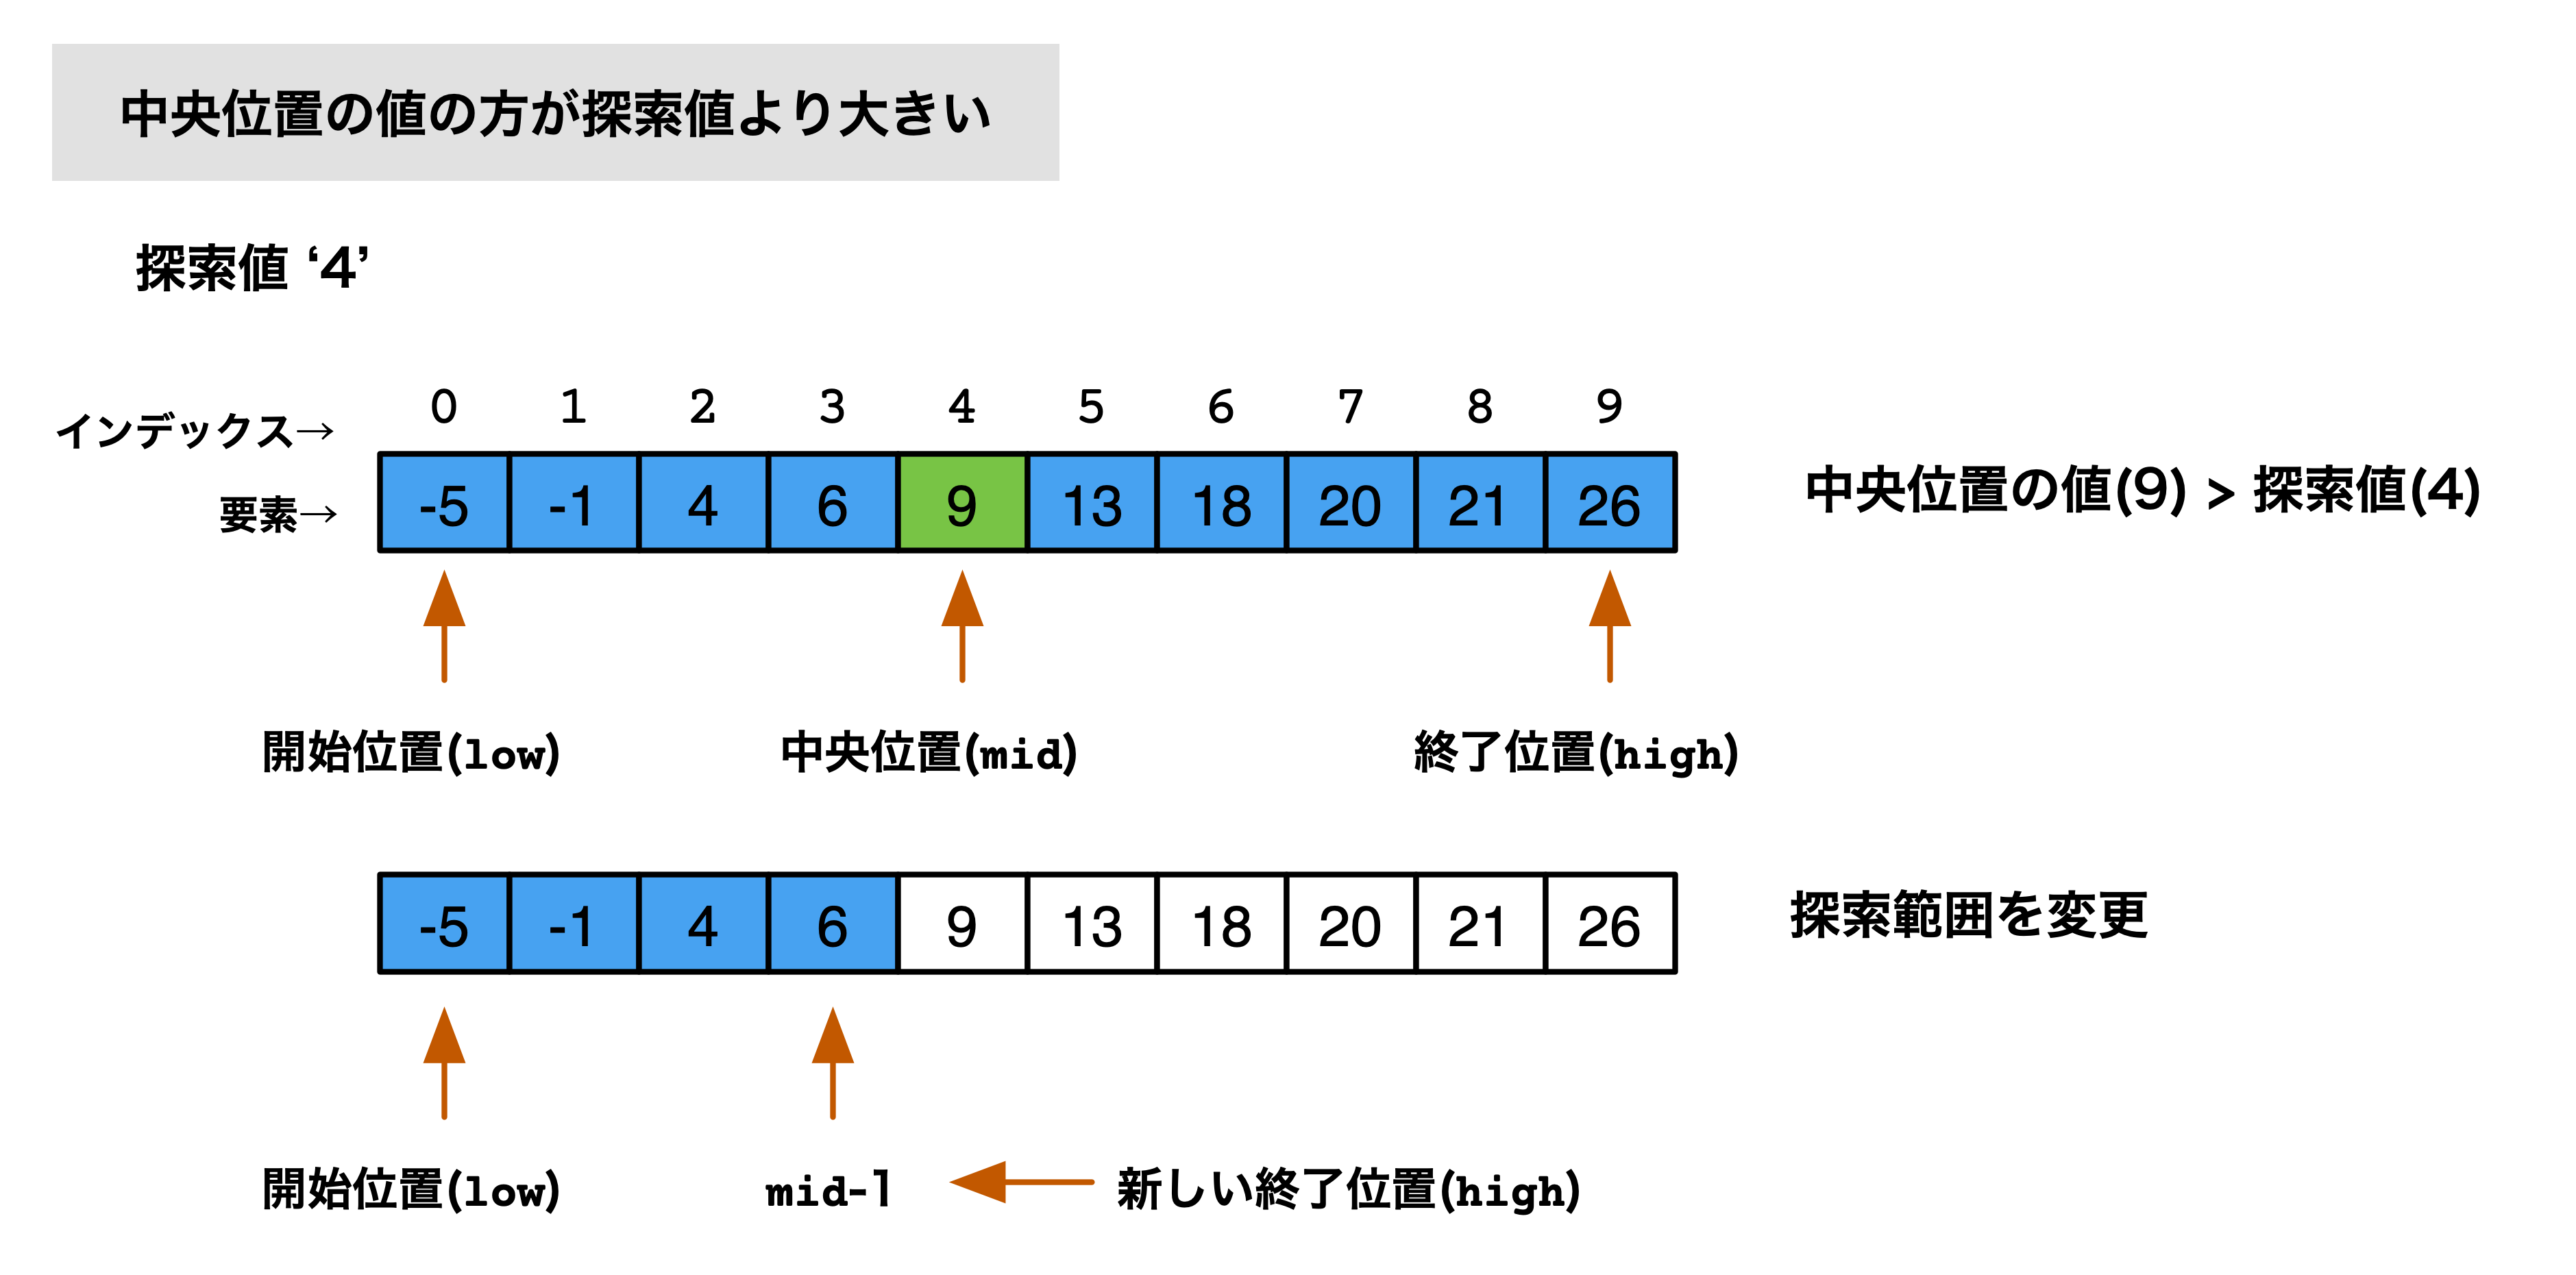 中央位置の値の方が探索値より大きい
探索値 ‘4’
インデックス→ 0 1 2 3 4 5 6 7 8 9
要素→ -5 -1 4 6 9 13 18 20 21 26
中央位置の値(9) > 探索値(4)
開始位置(low) 中央位置(mid) 終了位置(high)
-5 -1 4 6 9 13 18 20 21 26
探索範囲を変更
開始位置(low) mid-1 新しい終了位置(high)